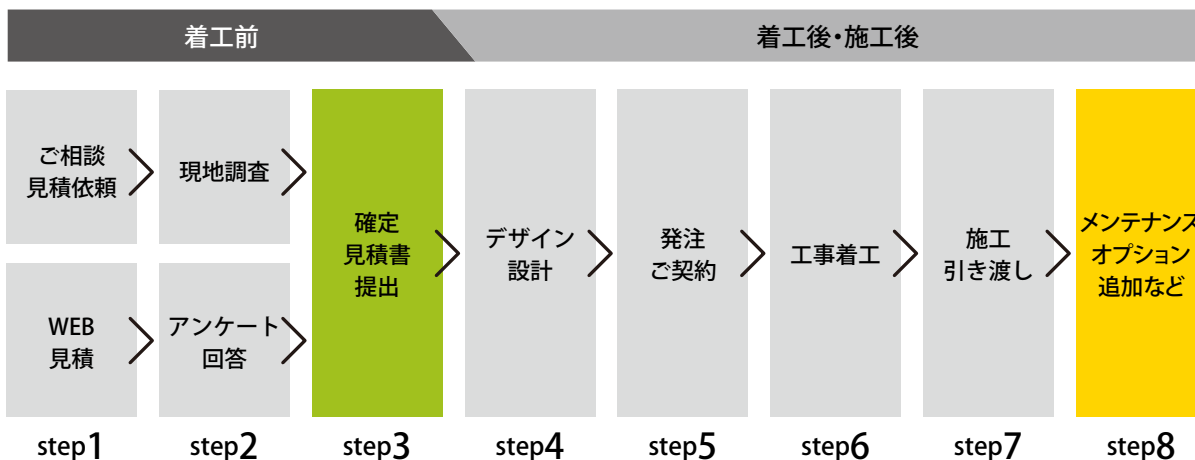 着工前
着工後・施工後
ご相談
見積依頼
現地調査
WEB
見積
アンケート
回答
確定
見積書
提出
デザイン
設計
発注
ご契約
工事着工
施工
引き渡し
メンテナンス
オプション
追加など
step1
step2
step3
step4
step5
step6
step7
step8